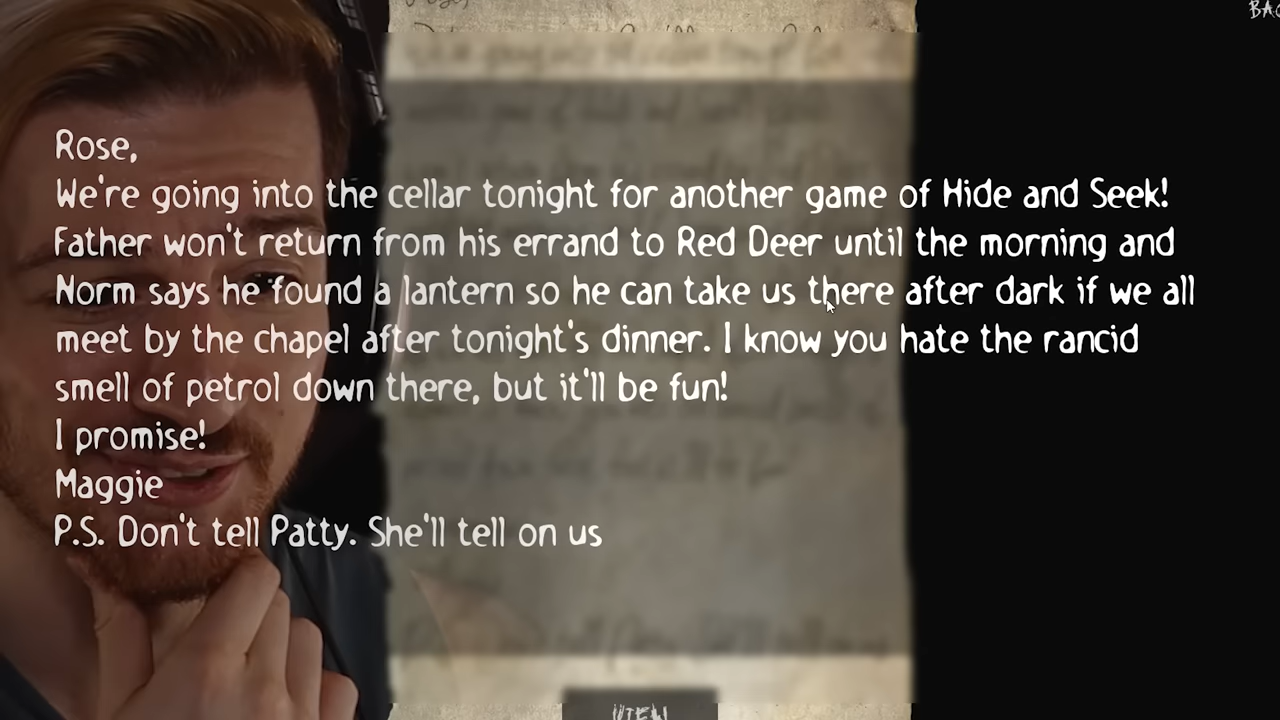 BAC
Rose,
We're going into the cellar tonight for another game of Hide and Seek!
Father won't return from his errand to Red Deer until the morning and
Norm says he found a lantern so he can take us there after dark if we all
meet by the chapel after tonight's dinner. I know you hate the rancid
smell of petrol down there, but it'll be fun!
I promise!
Maggie
P.S. Don't tell Patty. She'll tell on us
VIEW